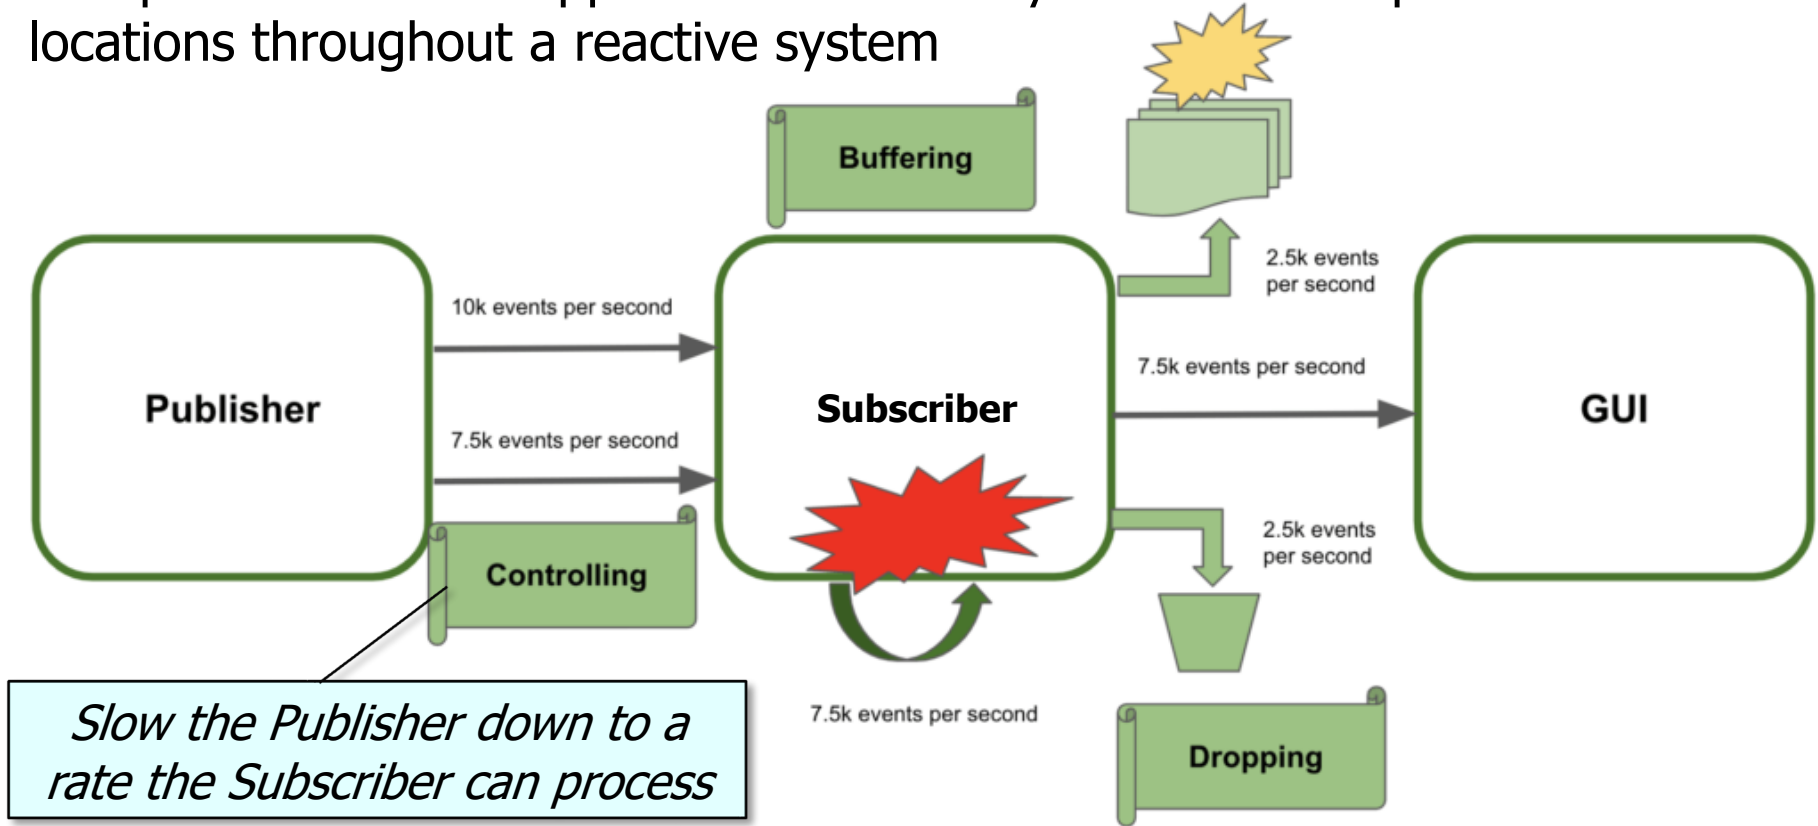 locations throughout a reactive system
Buffering
2.5k events
per second
10k events per second
7.5k events per second
Publisher
Subscriber
GUI
7.5k events per second
2.5k events
per second
Controlling
Slow the Publisher down to a
rate the Subscriber can process
7.5k events per second
Dropping